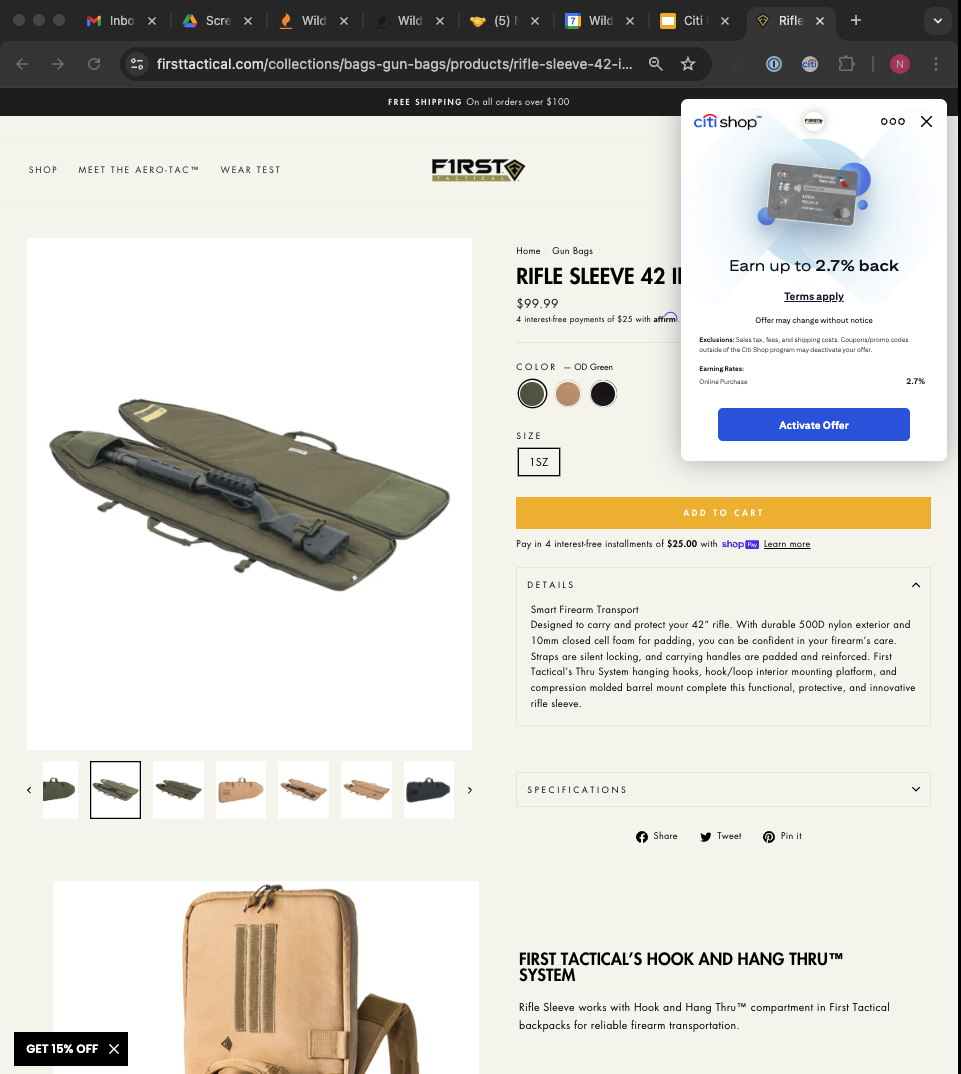 Inbo
Scre
Wild
Wild
(5)
Wild
Citi
Rifle
firsttactical.com/collections/bags-gun-bags/products/rifle-sleeve-42-i...
citi
N
FREE SHIPPING On all orders over $100
SHOP
MEET THE AERO-TAC™
WEAR TEST
F1RST
TACTICAL
citi shop℠
citi
Earn up to 2.7% back
Terms apply
Offer may change without notice
Exclusions: Sales tax, fees, and shipping costs. Coupons/promo codes
outside of the Citi Shop program may deactivate your offer.
Earning Rates:
Online Purchase 2.7%
Activate Offer
Home
Gun Bags
RIFLE SLEEVE 42 I
$99.99
4 interest-free payments of $25 with affirm.
COLOR — OD Green
SIZE
1SZ
ADD TO CART
Pay in 4 interest-free installments of $25.00 with shop Pay Learn more
DETAILS
Smart Firearm Transport
Designed to carry and protect your 42” rifle. With durable 500D nylon exterior and
10mm closed cell foam for padding, you can be confident in your firearm’s care.
Straps are silent locking, and carrying handles are padded and reinforced. First
Tactical’s Thru System hanging hooks, hook/loop interior mounting platform, and
compression molded barrel mount complete this functional, protective, and innovative
rifle sleeve.
SPECIFICATIONS
Share
Tweet
Pin it
FIRST TACTICAL’S HOOK AND HANG THRU™
SYSTEM
Rifle Sleeve works with Hook and Hang Thru™ compartment in First Tactical
backpacks for reliable firearm transportation.
GET 15% OFF